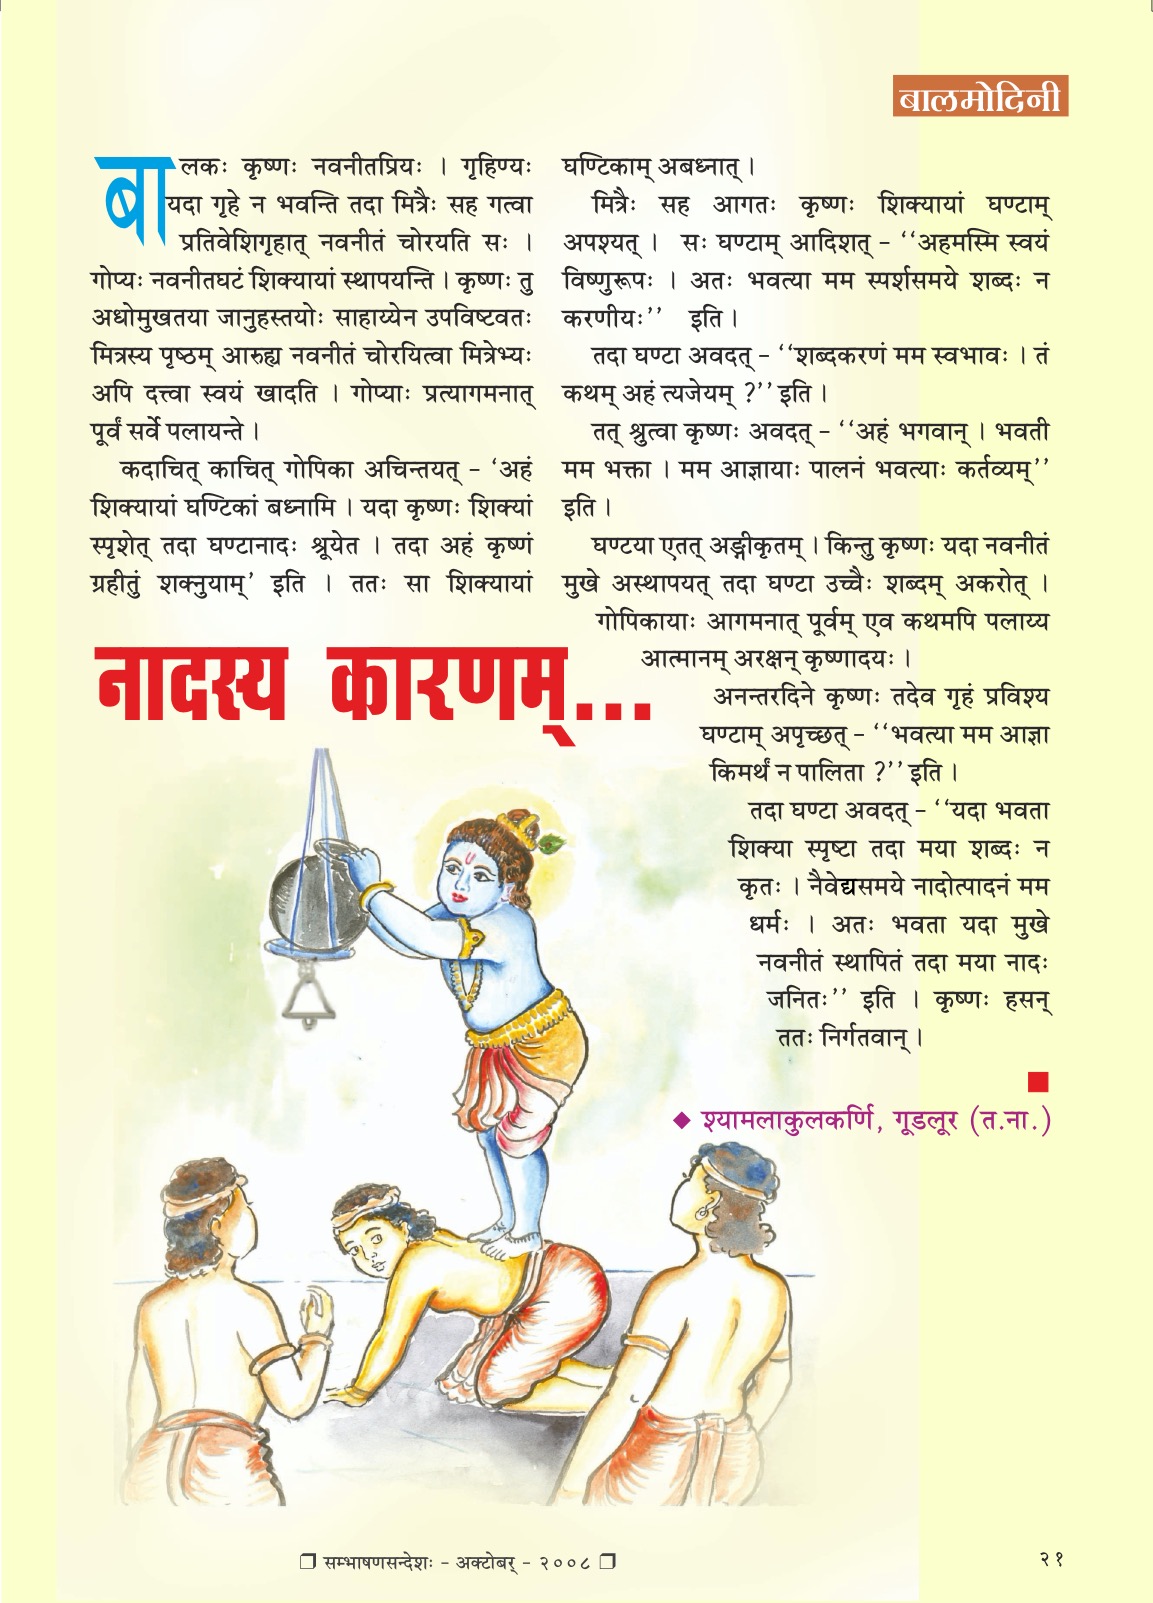 बालमोदिनी
बालकः कृष्णः नवनीतप्रियः । गृहिण्यः
यदा गृहे न भवन्ति तदा मित्रैः सह गत्वा
प्रतिवेशिगृहात् नवनीतं चोरयति सः ।
गोप्यः नवनीतघटं शिक्यायां स्थापयन्ति । कृष्णः तु
अधोमुखतया जानुहस्तयोः साहाय्येन उपविष्टवतः
मित्रस्य पृष्ठम् आरुह्य नवनीतं चोरयित्वा मित्रेभ्यः
अपि दत्त्वा स्वयं खादति । गोप्याः प्रत्यागमनात्
पूर्वं सर्वे पलायन्ते ।
कदाचित् काचित् गोपिका अचिन्तयत् – ‘अहं
शिक्यायां घण्टिकां बध्नामि । यदा कृष्णः शिक्यां
स्पृशेत् तदा घण्टानादः श्रूयेत । तदा अहं कृष्णं
ग्रहीतुं शक्नुयाम्’ इति । ततः सा शिक्यायां
घण्टिकाम् अबध्नात् ।
मित्रैः सह आगतः कृष्णः शिक्यायां घण्टाम्
अपश्यत् । सः घण्टाम् आदिशत् – ‘‘अहमस्मि स्वयं
विष्णुरूपः । अतः भवत्या मम स्पर्शसमये शब्दः न
करणीयः’’ इति ।
तदा घण्टा अवदत् – ‘‘शब्दकरणं मम स्वभावः । तं
कथम् अहं त्यजेयम् ?’’ इति ।
तत् श्रुत्वा कृष्णः अवदत् – ‘‘अहं भगवान् । भवती
मम भक्ता । मम आज्ञायाः पालनं भवत्याः कर्तव्यम्’’
इति ।
घण्टया एतत् अङ्गीकृतम् । किन्तु कृष्णः यदा नवनीतं
मुखे अस्थापयत् तदा घण्टा उच्चैः शब्दम् अकरोत् ।
गोपिकायाः आगमनात् पूर्वम् एव कथमपि पलाय्य
आत्मानम् अरक्षन् कृष्णादयः ।
अनन्तरदिने कृष्णः तदेव गृहं प्रविश्य
घण्टाम् अपृच्छत् – ‘‘भवत्या मम आज्ञा
किमर्थं न पालिता ?’’ इति ।
तदा घण्टा अवदत् – ‘‘यदा भवता
शिक्या स्पृष्टा तदा मया शब्दः न
कृतः । नैवेद्यसमये नादोत्पादनं मम
धर्मः । अतः भवता यदा मुखे
नवनीतं स्थापितं तदा मया नादः
जनितः’’ इति । कृष्णः हसन्
ततः निर्गतवान् ।
नादस्य कारणम्...
◆ श्यामलाकुलकर्णि, गूडलूर (त.ना.)
❒ सम्भाषणसन्देशः – अक्टोबर् – २००८ ❒
२१